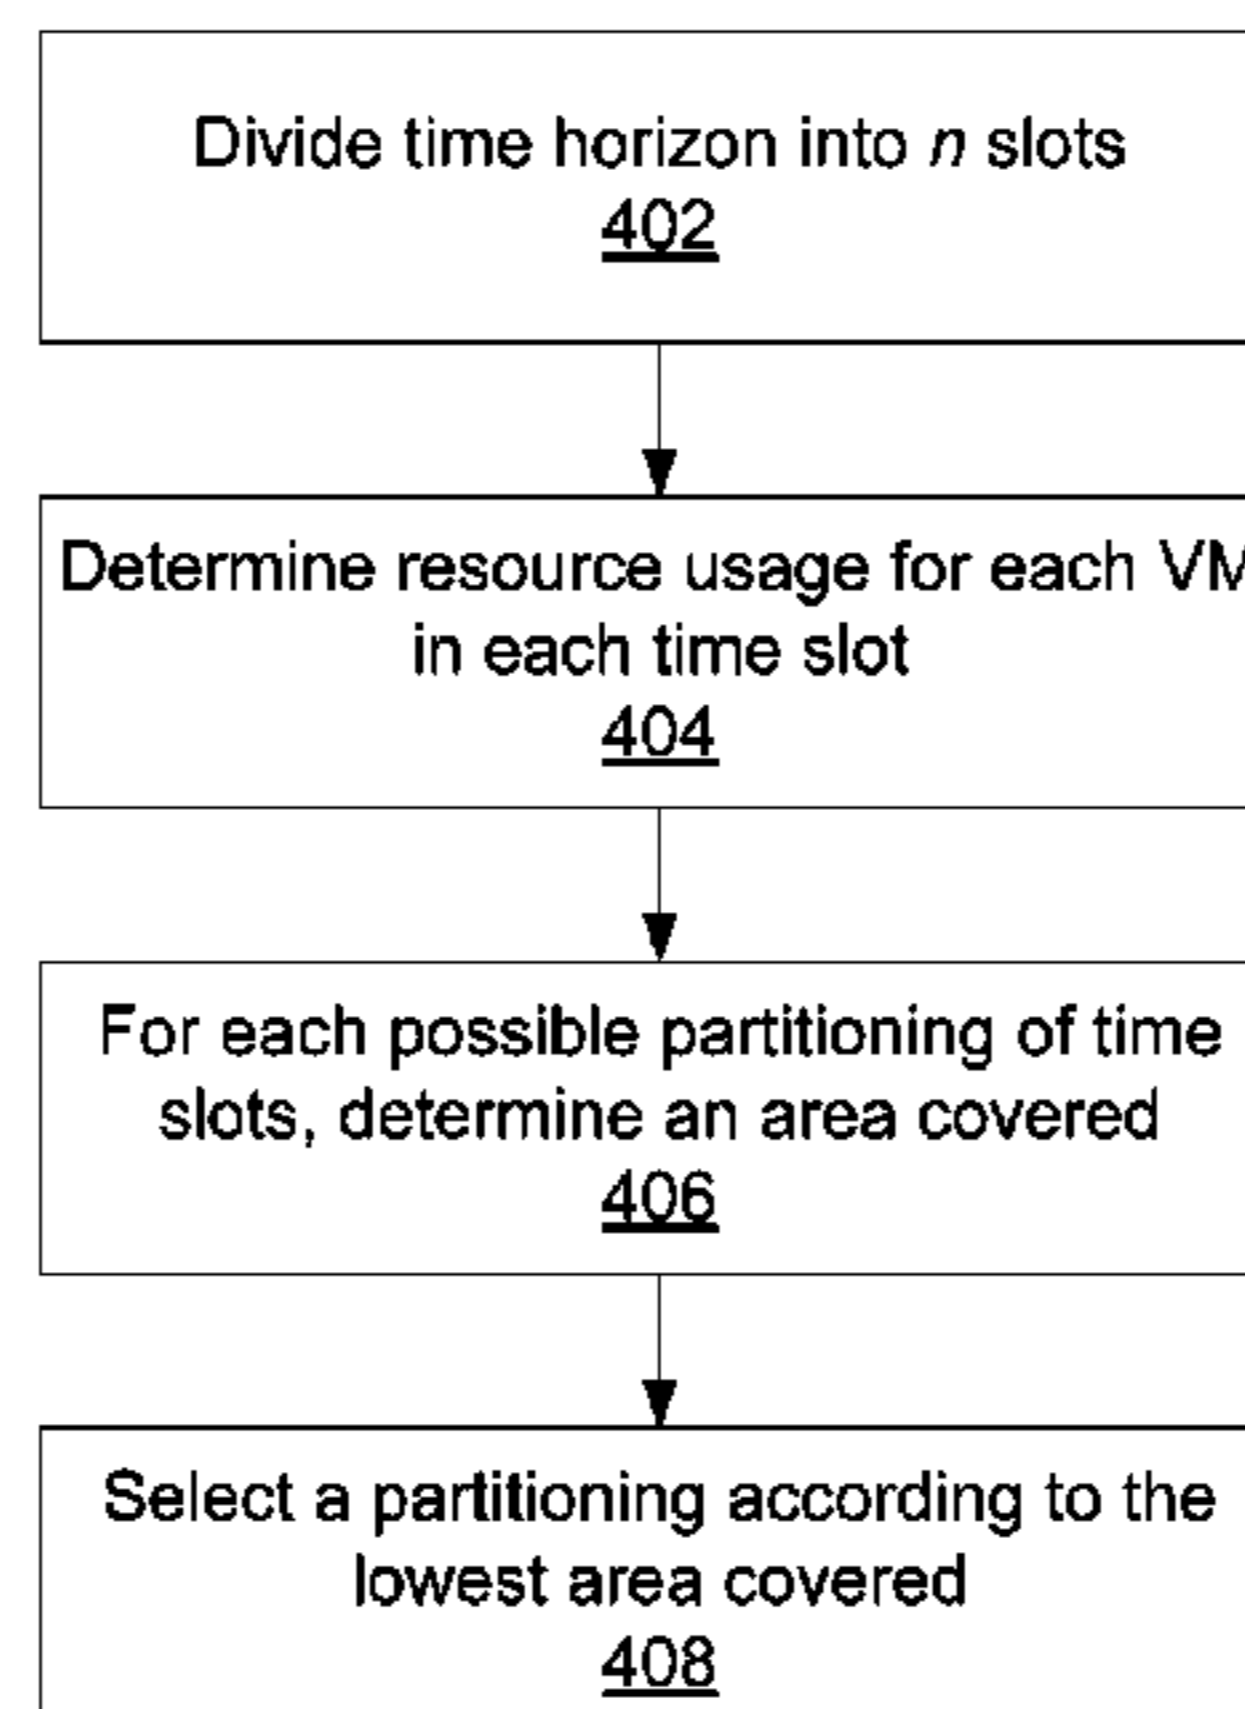 Divide time horizon into n slots
402
Determine resource usage for each VM
in each time slot
404
For each possible partitioning of time
slots, determine an area covered
406
Select a partitioning according to the
lowest area covered
408